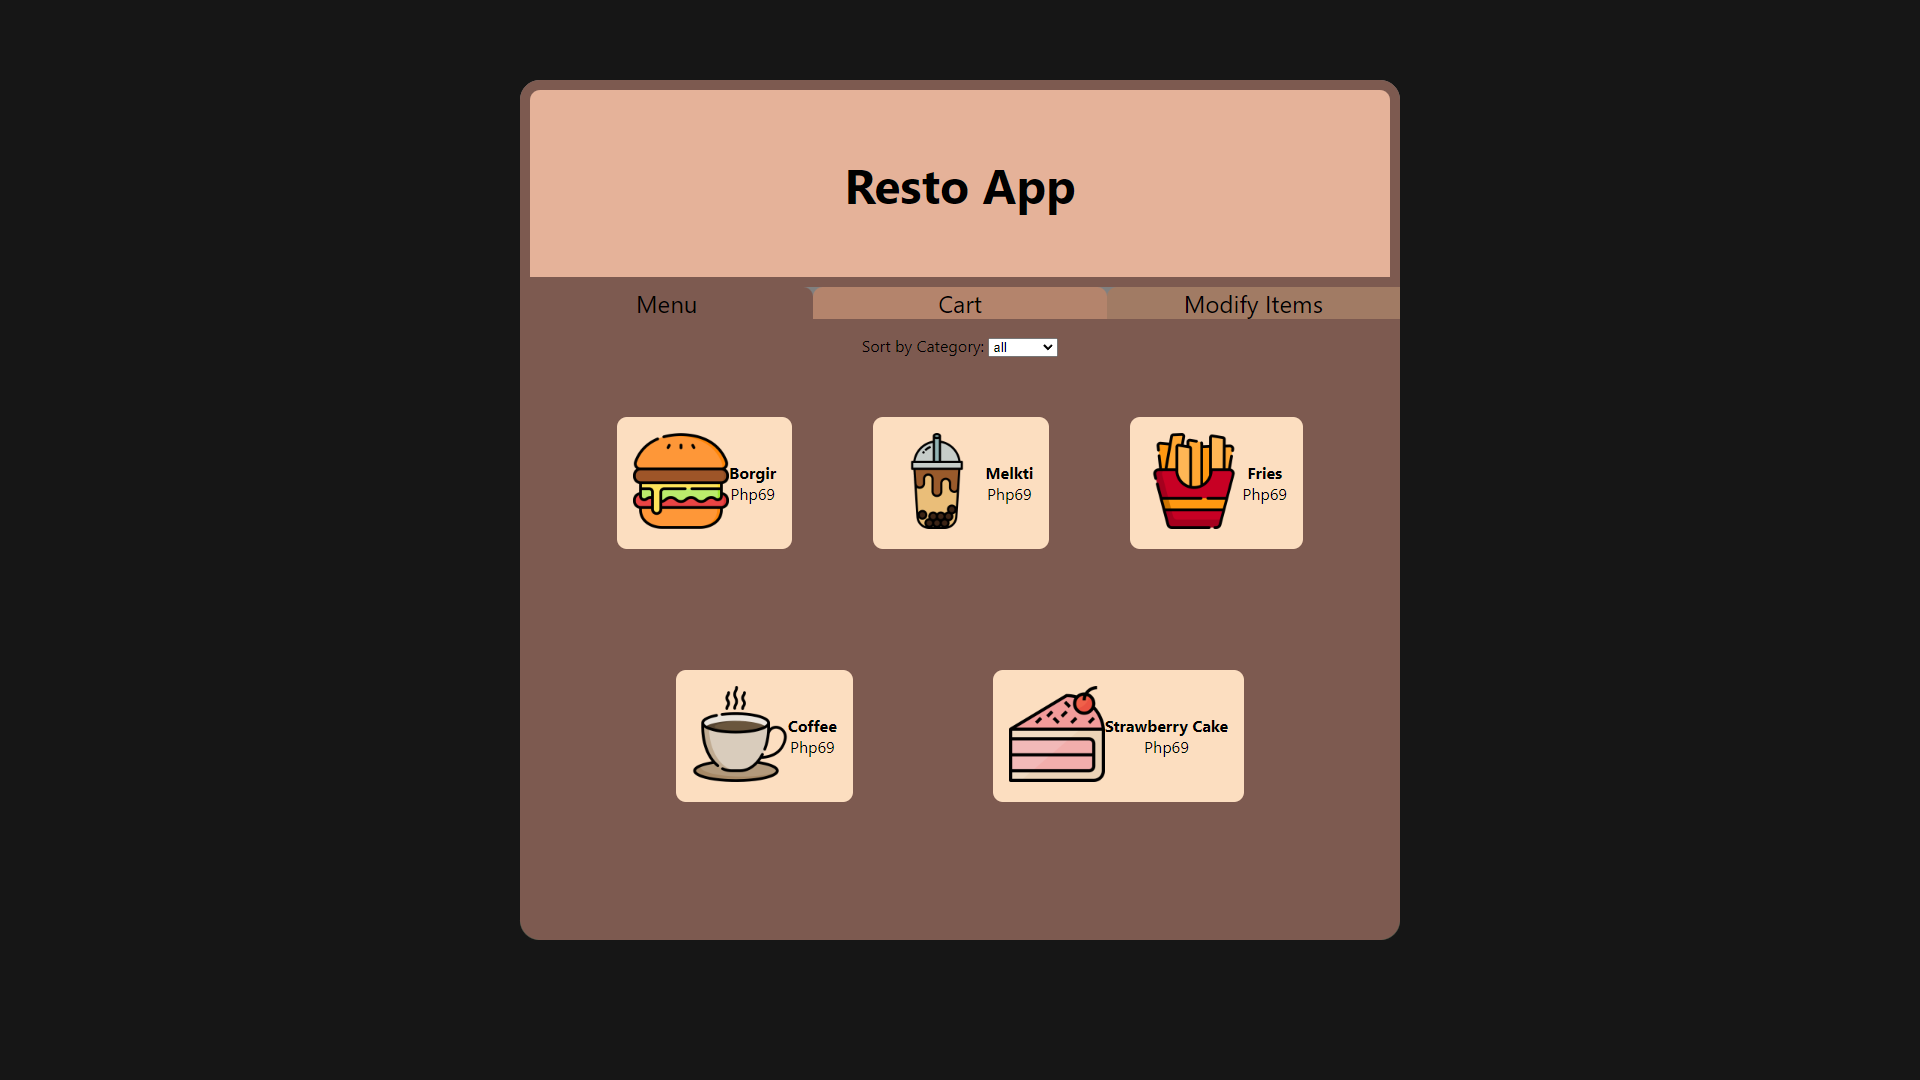 Resto App
Menu Cart Modify Items
Sort by Category: all
Borgir Melkti Fries
Php69 Php69 Php69
Coffee Strawberry Cake
Php69 Php69